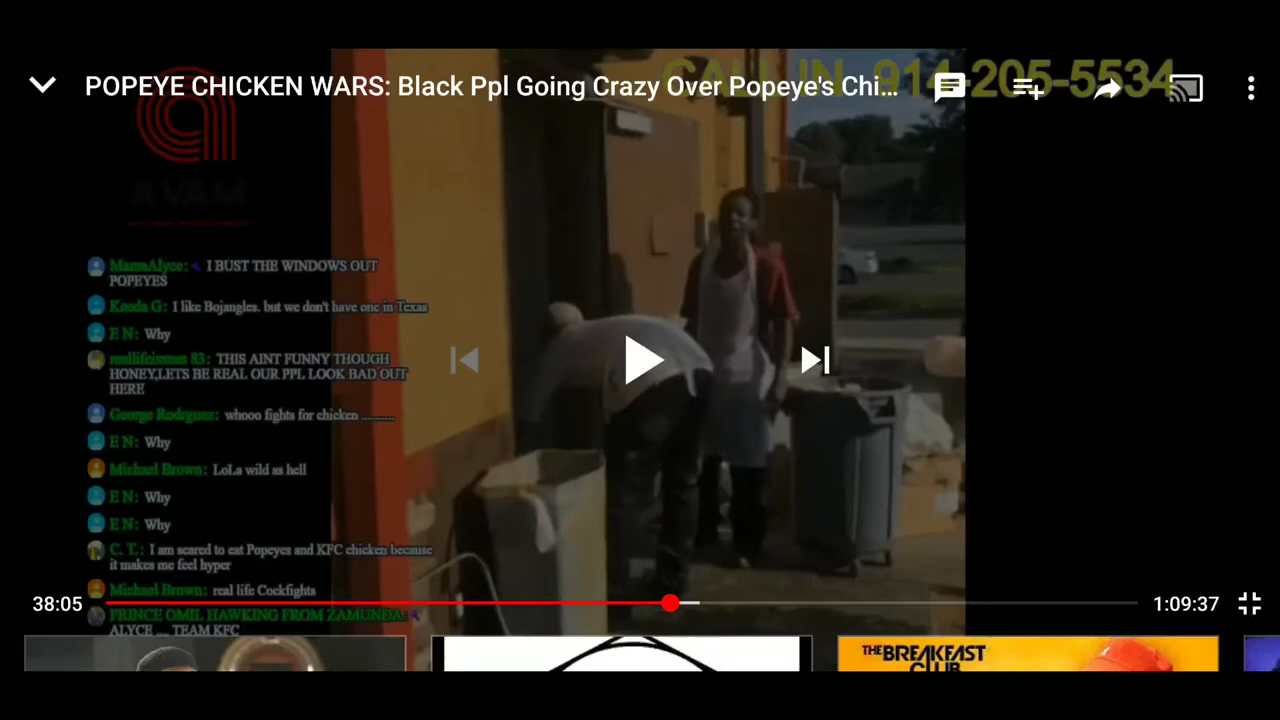 CALL IN: 914-205-5534
POPEYE CHICKEN WARS: Black Ppl Going Crazy Over Popeye's Chi...
AVAM
MamaAlyce: I BUST THE WINDOWS OUT
POPEYES
Keoda G: I like Bojangles. but we don't have one in Texas
E N: Why
reallifeissues 83: THIS AINT FUNNY THOUGH
HONEY,LETS BE REAL OUR PPL LOOK BAD OUT
HERE
George Rodrguez: whooo fights for chicken ..........
E N: Why
Michael Brown: LoLa wild as hell
E N: Why
E N: Why
C. T.: I am scared to eat Popeyes and KFC chicken because
it makes me feel hyper
Michael Brown: real life Cockfights
38:05
1:09:37
PRINCE OMIL HAWKING FROM ZAMUNDA:
ALYCE ... TEAM KFC
THE BREAKFAST
CLUB